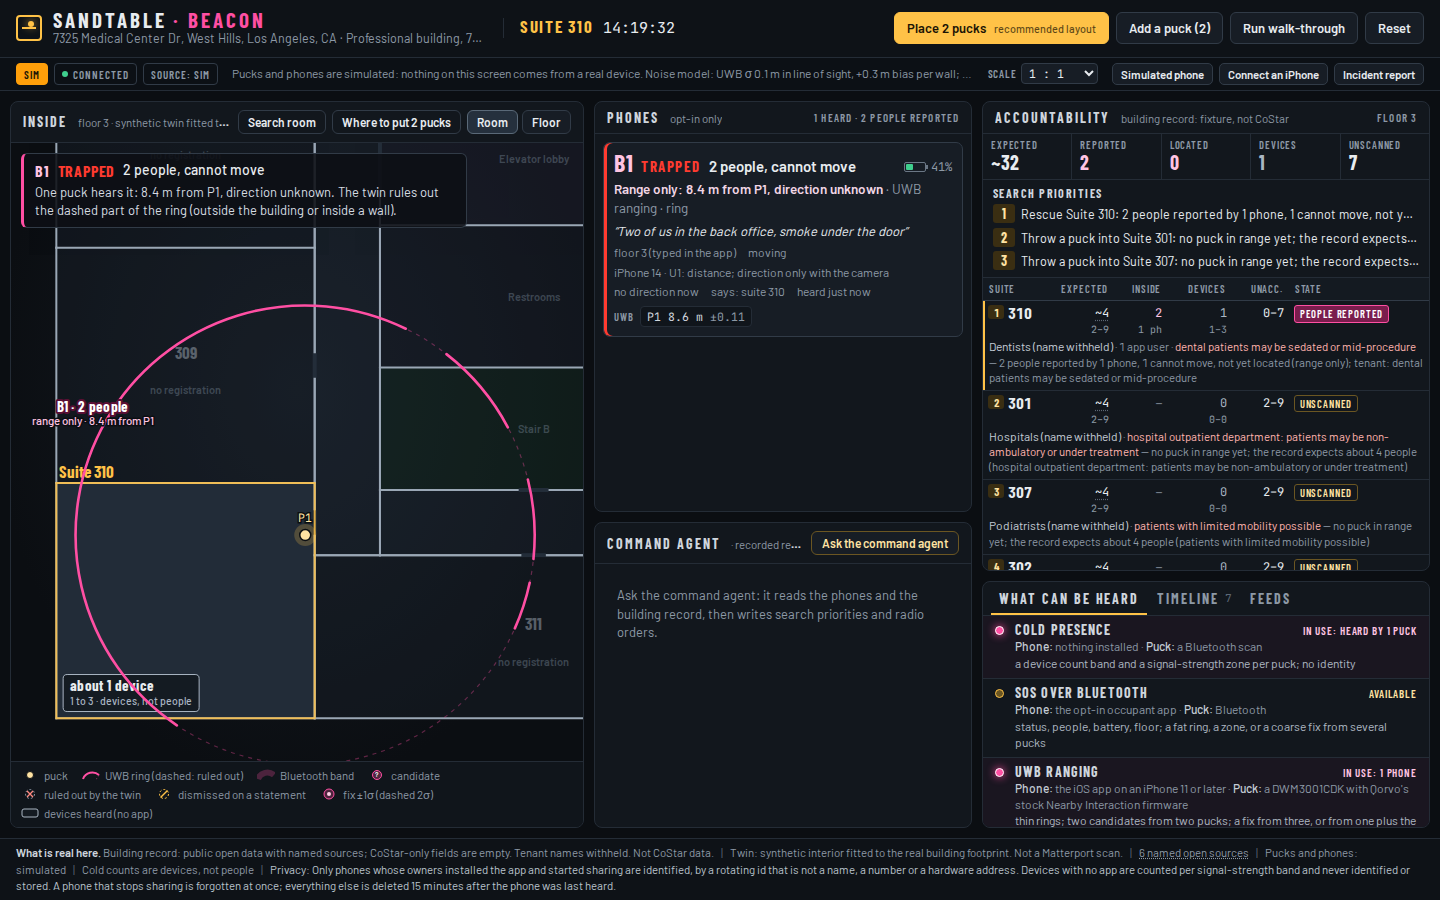 SANDTABLE · BEACON
7325 Medical Center Dr, West Hills, Los Angeles, CA · Professional building, 7...
SUITE 310 14:19:32
Place 2 pucks recommended layout
Add a puck (2)
Run walk-through
Reset
SIM
CONNECTED
SOURCE: SIM
Pucks and phones are simulated: nothing on this screen comes from a real device. Noise model: UWB σ 0.1 m in line of sight, +0.3 m bias per wall; ...
SCALE 1 : 1
Simulated phone
Connect an iPhone
Incident report
INSIDE floor 3 · synthetic twin fitted t...
Search room
Where to put 2 pucks
Room
Floor
Elevator lobby
B1 TRAPPED 2 people, cannot move
One puck hears it: 8.4 m from P1, direction unknown. The twin rules out
the dashed part of the ring (outside the building or inside a wall).
Restrooms
309
no registration
B1 · 2 people
range only · 8.4 m from P1
Stair B
Suite 310
P1
311
no registration
about 1 device
1 to 3 · devices, not people
puck
UWB ring (dashed: ruled out)
Bluetooth band
candidate
ruled out by the twin
dismissed on a statement
fix ±1σ (dashed 2σ)
devices heard (no app)
PHONES opt-in only
1 HEARD · 2 PEOPLE REPORTED
B1 TRAPPED 2 people, cannot move 41%
Range only: 8.4 m from P1, direction unknown · UWB
ranging · ring
“Two of us in the back office, smoke under the door”
floor 3 (typed in the app) moving
iPhone 14 · U1: distance; direction only with the camera
no direction now says: suite 310 heard just now
UWB P1 8.6 m ±0.11
COMMAND AGENT · recorded re...
Ask the command agent
Ask the command agent: it reads the phones and the
building record, then writes search priorities and radio
orders.
ACCOUNTABILITY building record: fixture, not CoStar
FLOOR 3
EXPECTED REPORTED LOCATED DEVICES UNSCANNED
~32 2 0 1 7
SEARCH PRIORITIES
1 Rescue Suite 310: 2 people reported by 1 phone, 1 cannot move, not y...
2 Throw a puck into Suite 301: no puck in range yet; the record expects...
3 Throw a puck into Suite 307: no puck in range yet; the record expects...
SUITE EXPECTED INSIDE DEVICES UNACC. STATE
1 310 ~4 2 1 0–7 PEOPLE REPORTED
2–9 1 ph 1–3
Dentists (name withheld) · 1 app user · dental patients may be sedated or mid-procedure
— 2 people reported by 1 phone, 1 cannot move, not yet located (range only); tenant: dental
patients may be sedated or mid-procedure
2 301 ~4 – 0 2–9 UNSCANNED
2–9 0–0
Hospitals (name withheld) · hospital outpatient department: patients may be non-
ambulatory or under treatment — no puck in range yet; the record expects about 4 people
(hospital outpatient department: patients may be non-ambulatory or under treatment)
3 307 ~4 – 0 2–9 UNSCANNED
2–9 0–0
Podiatrists (name withheld) · patients with limited mobility possible — no puck in range
yet; the record expects about 4 people (patients with limited mobility possible)
4 302 ~4 – 0 2–9 UNSCANNED
WHAT CAN BE HEARD
TIMELINE 7
FEEDS
COLD PRESENCE IN USE: HEARD BY 1 PUCK
Phone: nothing installed · Puck: a Bluetooth scan
a device count band and a signal-strength zone per puck; no identity
SOS OVER BLUETOOTH AVAILABLE
Phone: the opt-in occupant app · Puck: Bluetooth
status, people, battery, floor; a fat ring, a zone, or a coarse fix from several
pucks
UWB RANGING IN USE: 1 PHONE
Phone: the iOS app on an iPhone 11 or later · Puck: a DWM3001CDK with Qorvo's
stock Nearby Interaction firmware
thin rings; two candidates from two pucks; a fix from three, or from one plus the
What is real here. Building record: public open data with named sources; CoStar-only fields are empty. Tenant names withheld. Not CoStar data. | Twin: synthetic interior fitted to the real building footprint. Not a Matterport scan. | 6 named open sources | Pucks and phones:
simulated | Cold counts are devices, not people | Privacy: Only phones whose owners installed the app and started sharing are identified, by a rotating id that is not a name, a number or a hardware address. Devices with no app are counted per signal-strength band and never identified or
stored. A phone that stops sharing is forgotten at once; everything else is deleted 15 minutes after the phone was last heard.